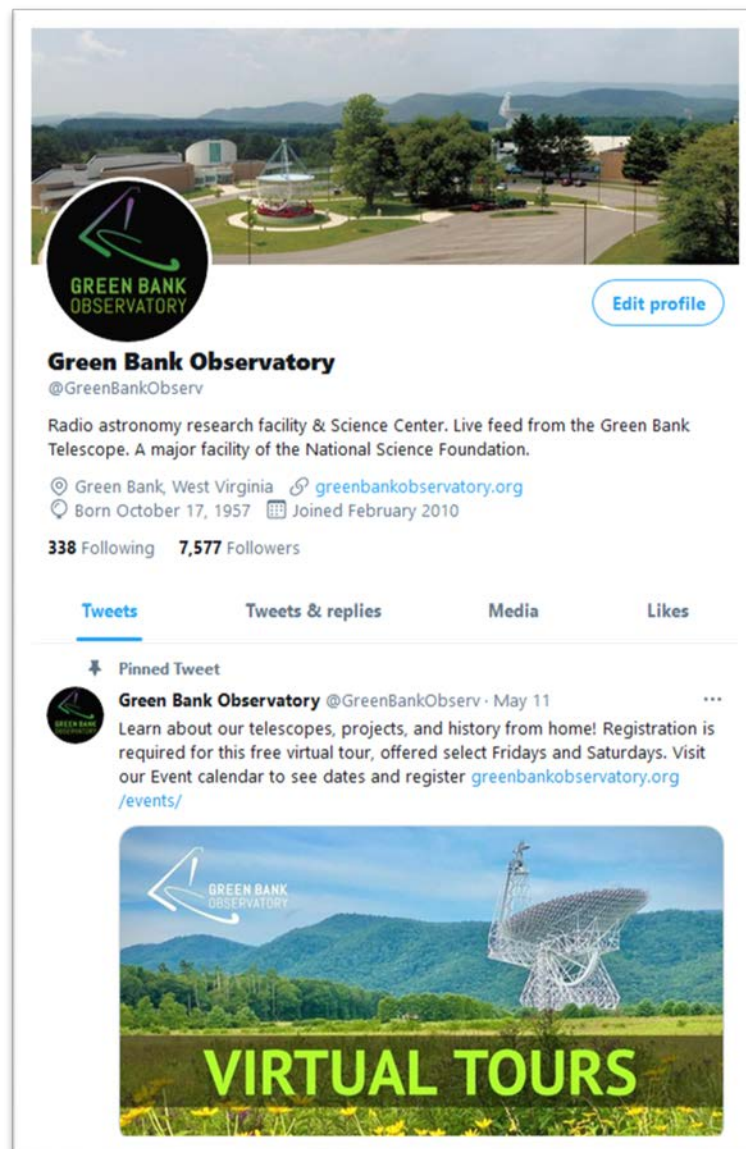 GREEN BANK
OBSERVATORY
Edit profile
Green Bank Observatory
@GreenBankObserv
Radio astronomy research facility & Science Center. Live feed from the Green Bank
Telescope. A major facility of the National Science Foundation.
Green Bank, West Virginia greenbankobservatory.org
Born October 17, 1957 Joined February 2010
338 Following 7,577 Followers
Tweets Tweets & replies Media Likes
Pinned Tweet
Green Bank Observatory @GreenBankObserv · May 11 ···
GREEN BANK
OBSERVATORY
Learn about our telescopes, projects, and history from home! Registration is
required for this free virtual tour, offered select Fridays and Saturdays. Visit
our Event calendar to see dates and register greenbankobservatory.org
/events/
GREEN BANK
OBSERVATORY
VIRTUAL TOURS